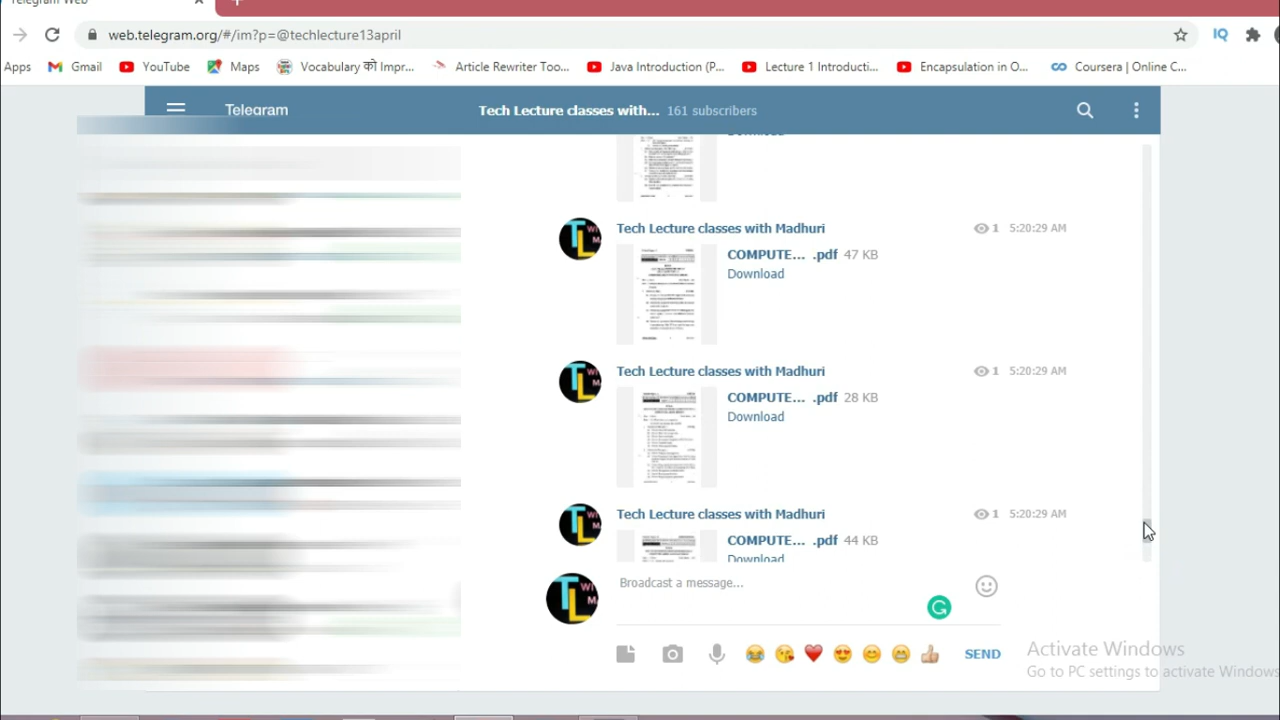 Telegram Web
web.telegram.org/#/im?p=@techlecture13april
Apps Gmail YouTube Maps Vocabulary को Impr... Article Rewriter Too... Java Introduction (P... Lecture 1 Introducti... Encapsulation in O... Coursera | Online C...
Telegram Tech Lecture classes with... 161 subscribers
Download
Tech Lecture classes with Madhuri 1 5:20:29 AM
COMPUTE... .pdf 47 KB
Download
Tech Lecture classes with Madhuri 1 5:20:29 AM
COMPUTE... .pdf 28 KB
Download
Tech Lecture classes with Madhuri 1 5:20:29 AM
COMPUTE... .pdf 44 KB
Download
Broadcast a message...
SEND
Activate Windows
Go to PC settings to activate Windows